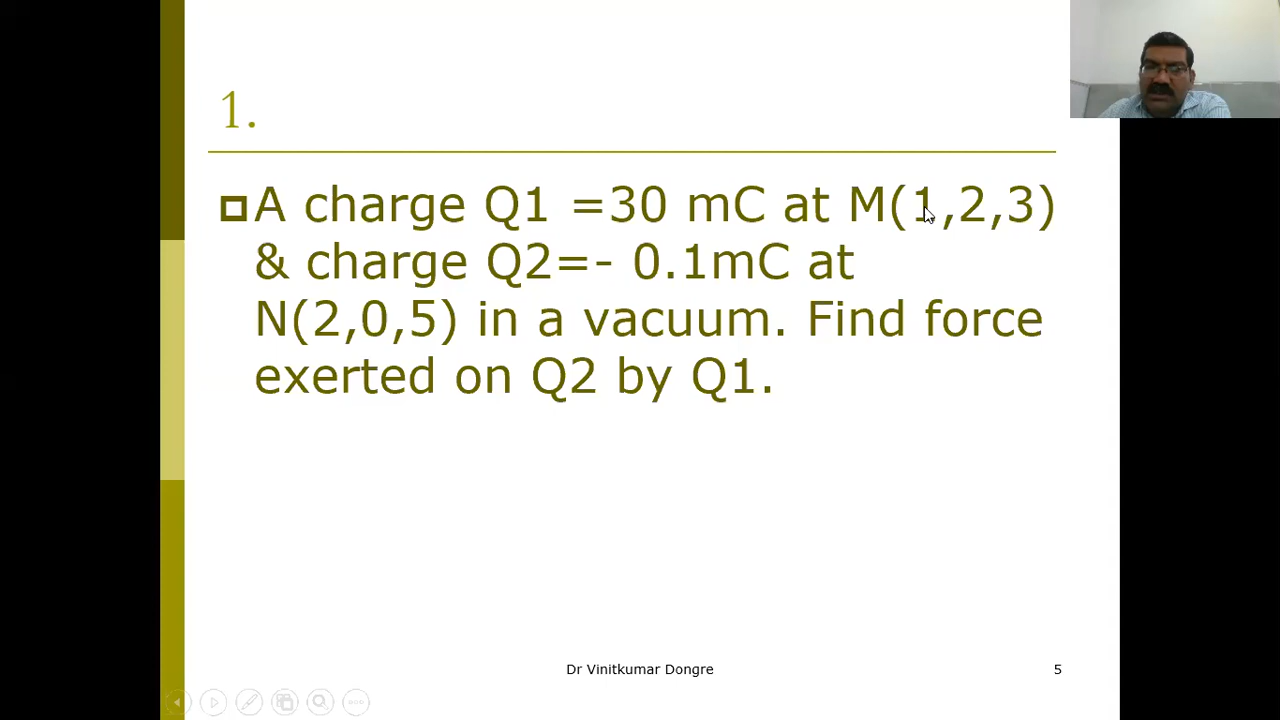 1.
A charge Q1 =30 mC at M(1,2,3)
& charge Q2=- 0.1mC at
N(2,0,5) in a vacuum. Find force
exerted on Q2 by Q1.
Dr Vinitkumar Dongre
5